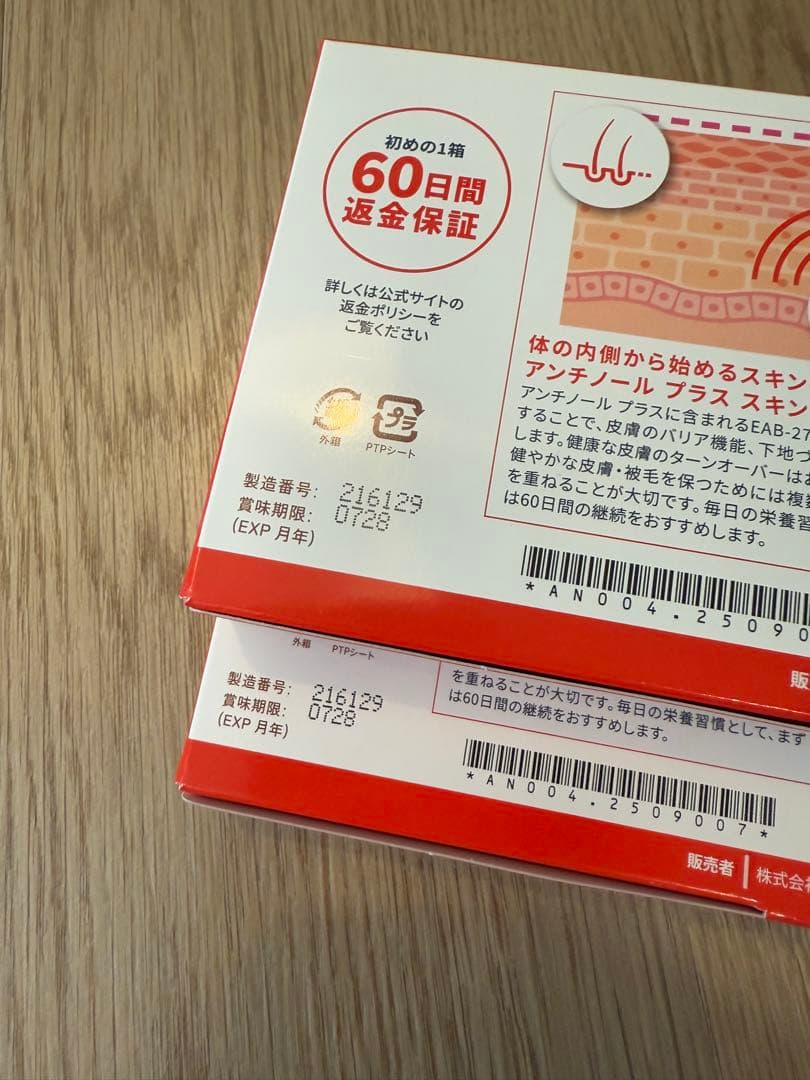 初めの1箱
60日間
返金保証
詳しくは公式サイトの
返金ポリシーを
ご覧ください
外箱
プラ
PTPシート
製造番号: 216129
賞味期限: 0728
(EXP 月年)
体の内側から始めるスキン
アンチノール プラス スキン
アンチノール プラスに含まれるEAB-27
することで、皮膚のバリア機能、下地づ
します。健康な皮膚のターンオーバーはお
健やかな皮膚・被毛を保つためには複数
を重ねることが大切です。毎日の栄養習
は60日間の継続をおすすめします。
*AN004.25090
販
外箱
PTPシート
製造番号: 216129
賞味期限: 0728
(EXP 月年)
を重ねることが大切です。毎日の栄養習慣として、まず
は60日間の継続をおすすめします。
*AN004.2509007*
販売者 株式会